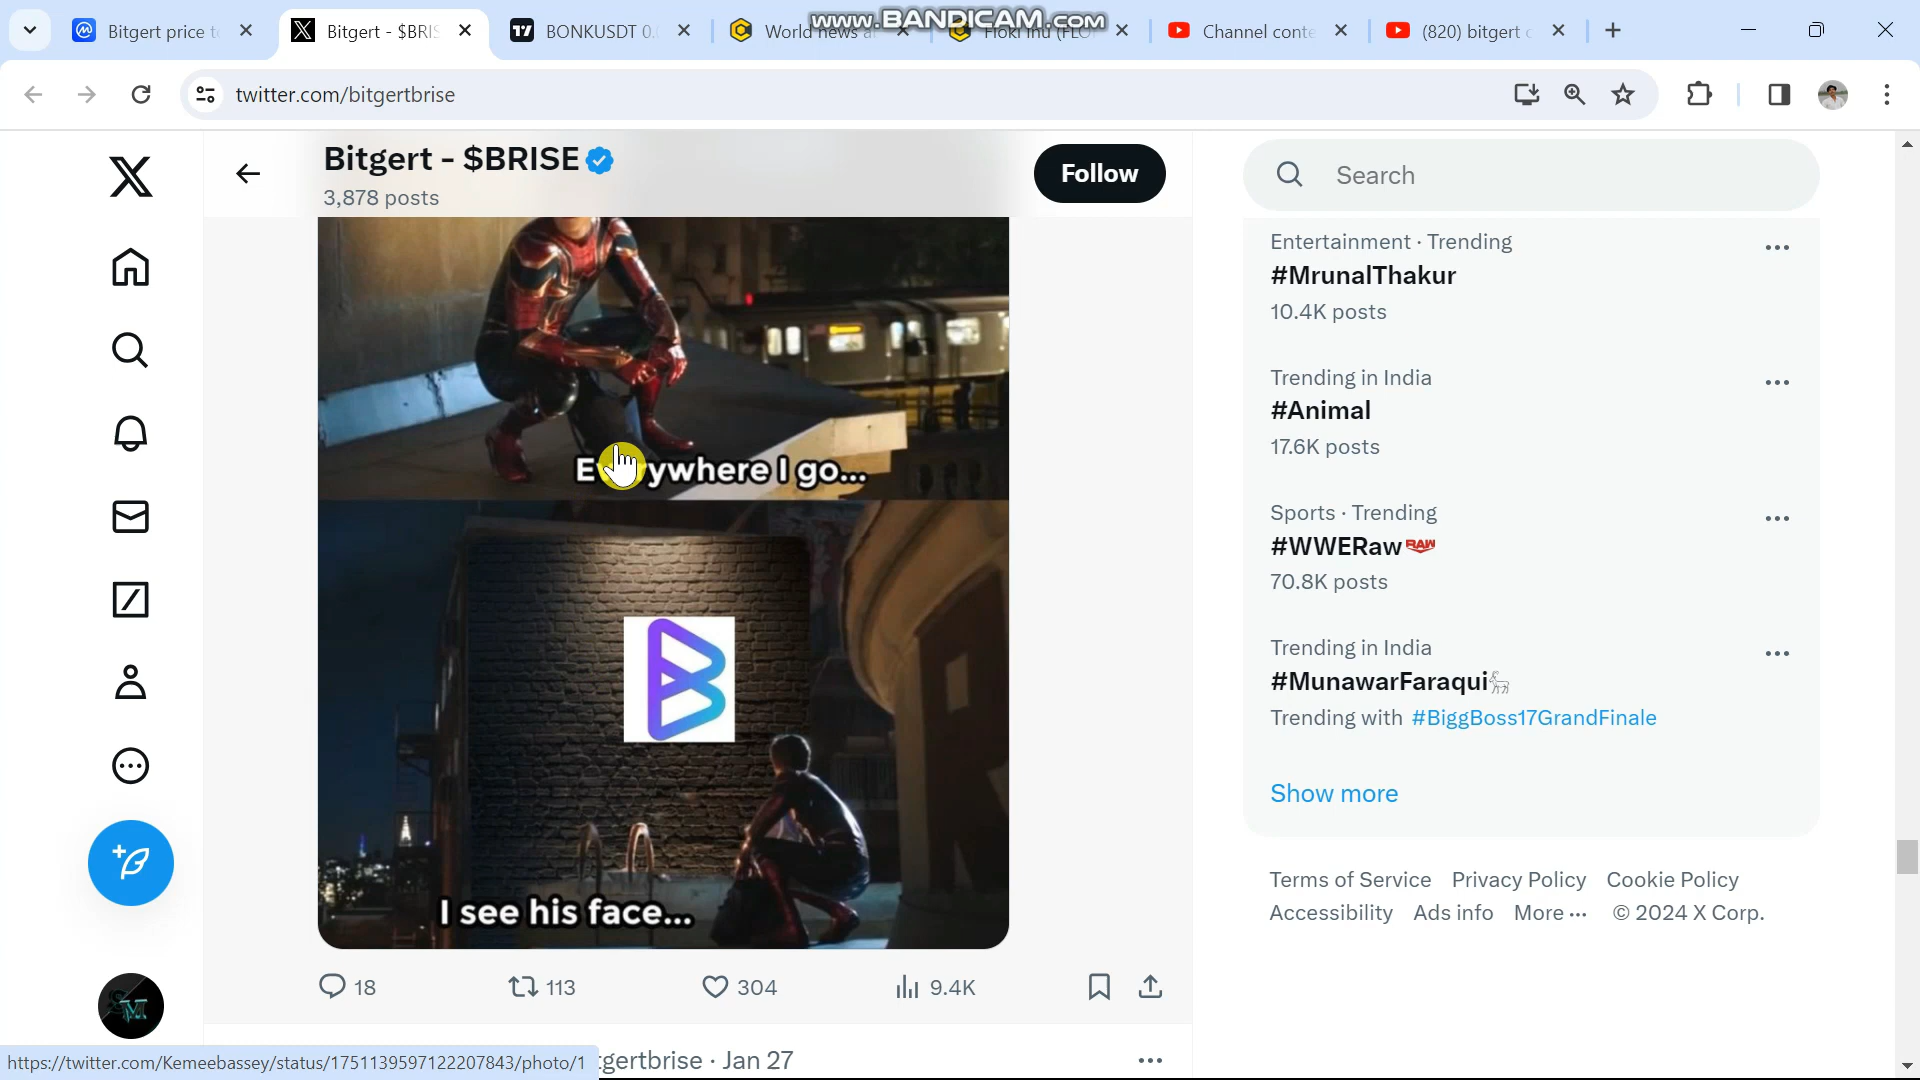 www.BANDICAM.com
Bitgert price t
Bitgert - $BRIS
BONKUSDT 0.
World news a
Floki Inu (FLO
Channel conte
(820) bitgert c
twitter.com/bitgertbrise
Bitgert - $BRISE
3,878 posts
Follow
Search
E ywhere I go...
I see his face...
18
113
304
9.4K
gertbrise · Jan 27
Entertainment · Trending
#MrunalThakur
10.4K posts
Trending in India
#Animal
17.6K posts
Sports · Trending
#WWERaw RAW
70.8K posts
Trending in India
#MunawarFaraqui
Trending with #BiggBoss17GrandFinale
Show more
Terms of Service Privacy Policy Cookie Policy
Accessibility Ads info More ··· © 2024 X Corp.
https://twitter.com/Kemeebassey/status/1751139597122207843/photo/1